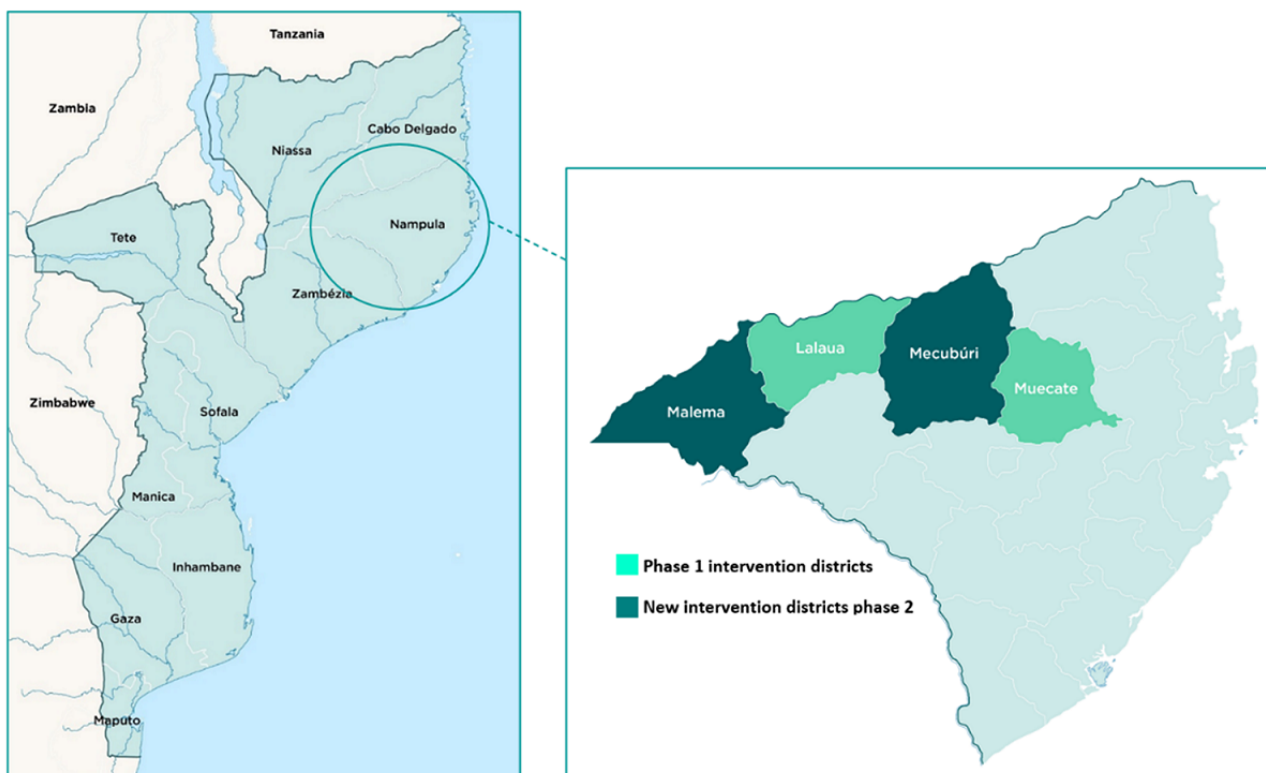 Tanzania
Zambia
Cabo Delgado
Niassa
Nampula
Tete
Zambézia
Zimbabwe
Sofala
Manica
Inhambane
Gaza
Maputo
Lalaua
Mecubúri
Muecate
Malema
Phase 1 intervention districts
New intervention districts phase 2